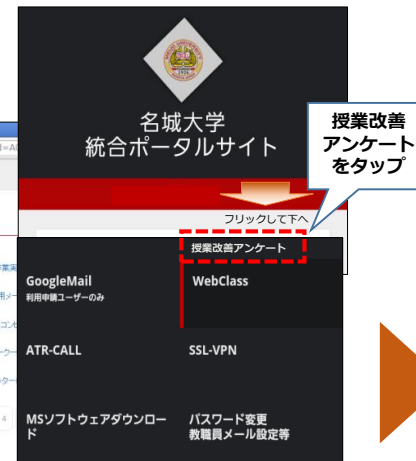 名城大学
統合ポータルサイト
授業改善
アンケート
をタップ
フリックして下へ
授業改善アンケート
GoogleMail
利用申請ユーザーのみ
WebClass
ATR-CALL
SSL-VPN
MSソフトウェアダウンロー
ド
パスワード変更
教職員メール設定等
4